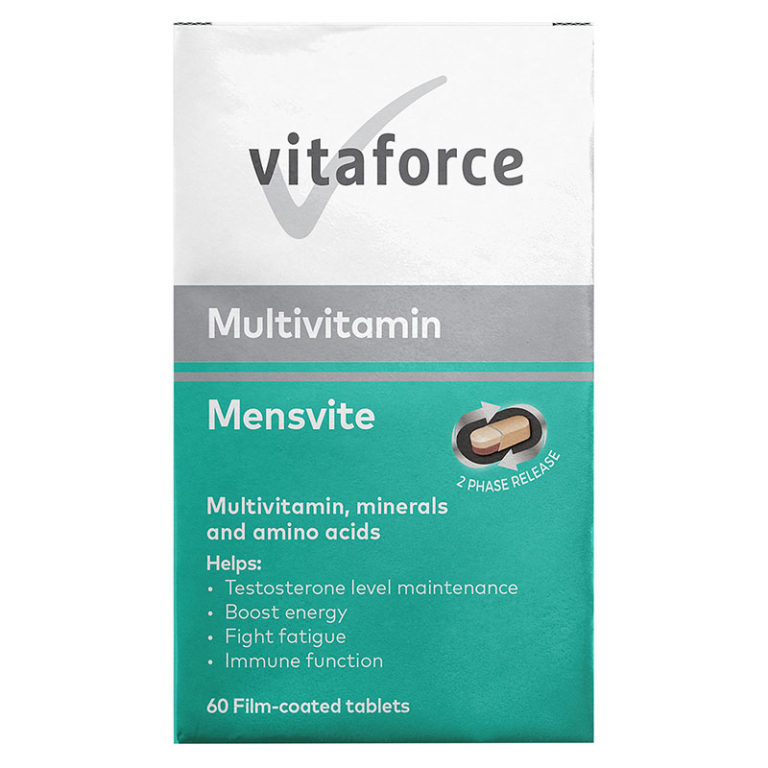 vitaforce
Multivitamin
Mensvite
2 PHASE RELEASE
Multivitamin, minerals
and amino acids
Helps:
• Testosterone level maintenance
• Boost energy
• Fight fatigue
• Immune function
60 Film-coated tablets